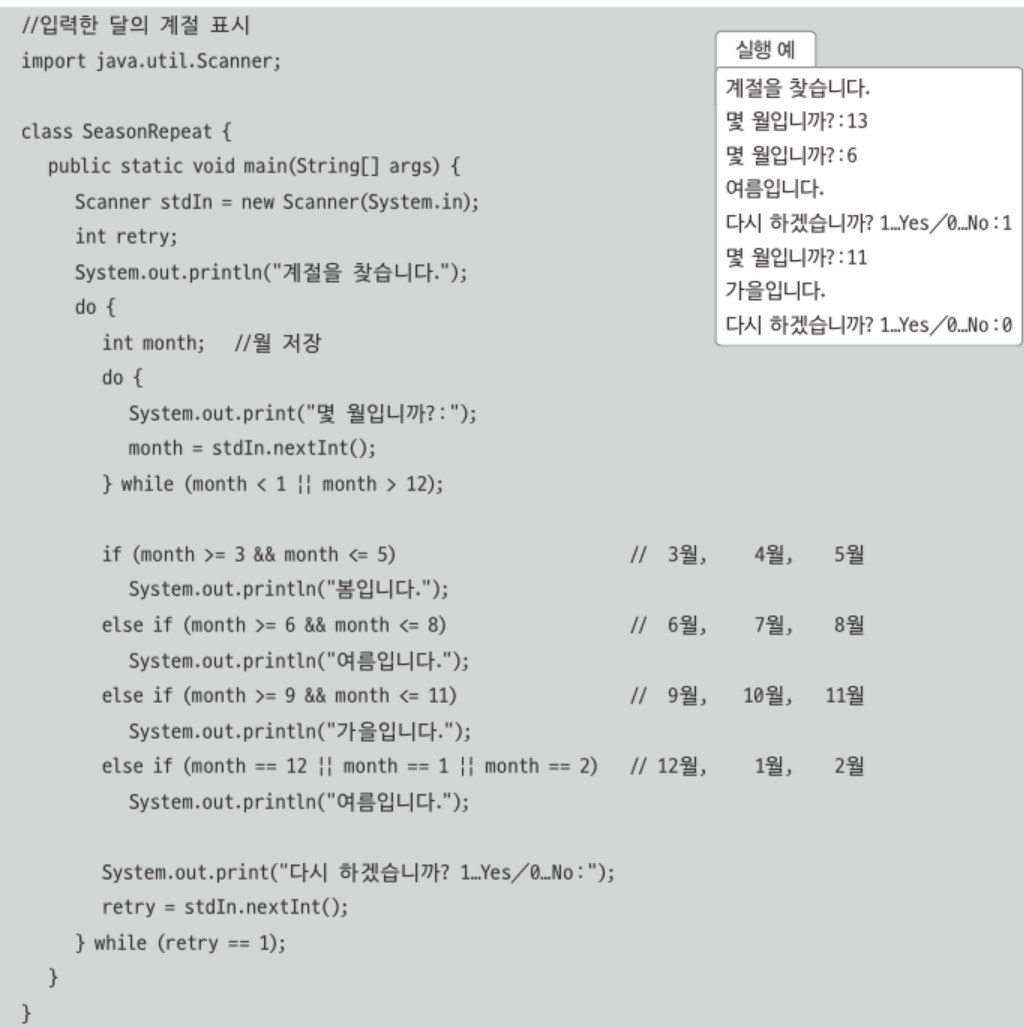 //입력한 달의 계절 표시
import java.util.Scanner;
class SeasonRepeat {
public static void main(String[] args) {
Scanner stdIn = new Scanner(System.in);
int retry;
System.out.println("계절을 찾습니다.");
do {
int month; //월 저장
do {
System.out.print("몇 월입니까?:");
month = stdIn.nextInt();
} while (month < 1 || month > 12);
if (month >= 3 && month <= 5) // 3월, 4월, 5월
System.out.println("봄입니다.");
else if (month >= 6 && month <= 8) // 6월, 7월, 8월
System.out.println("여름입니다.");
else if (month >= 9 && month <= 11) // 9월, 10월, 11월
System.out.println("가을입니다.");
else if (month == 12 || month == 1 || month == 2) // 12월, 1월, 2월
System.out.println("여름입니다.");
System.out.print("다시 하겠습니까? 1…Yes／0…No:");
retry = stdIn.nextInt();
} while (retry == 1);
}
}
실행 예
계절을 찾습니다.
몇 월입니까?:13
몇 월입니까?:6
여름입니다.
다시 하겠습니까? 1…Yes／0…No:1
몇 월입니까?:11
가을입니다.
다시 하겠습니까? 1…Yes／0…No:0